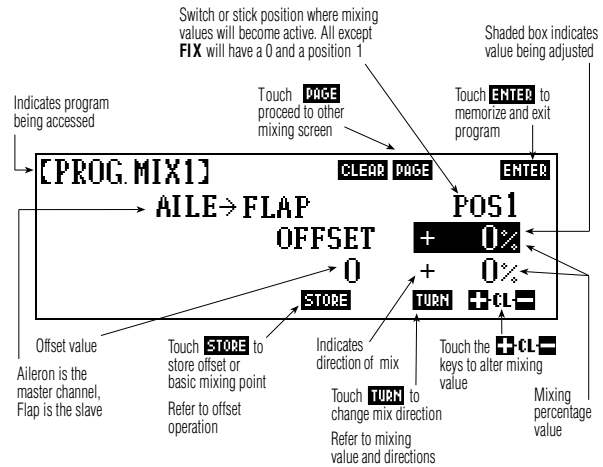 Switch or stick position where mixing
values will become active. All except
FIX will have a 0 and a position 1
Shaded box indicates
value being adjusted
Indicates program
being accessed
Touch PAGE
proceed to other
mixing screen
Touch ENTER to
memorize and exit
program
[PROG.MIX1]
CLEAR PAGE
ENTER
AILE→FLAP
POS1
OFFSET
+ 0%
0
+ 0%
STORE
TURN
+CL-
Offset value
Aileron is the
master channel,
Flap is the slave
Touch STORE to
store offset or
basic mixing point
Refer to offset
operation
Indicates
direction of mix
Touch TURN to
change mix direction
Refer to mixing
value and directions
Touch the +CL-
keys to alter mixing
value
Mixing
percentage
value